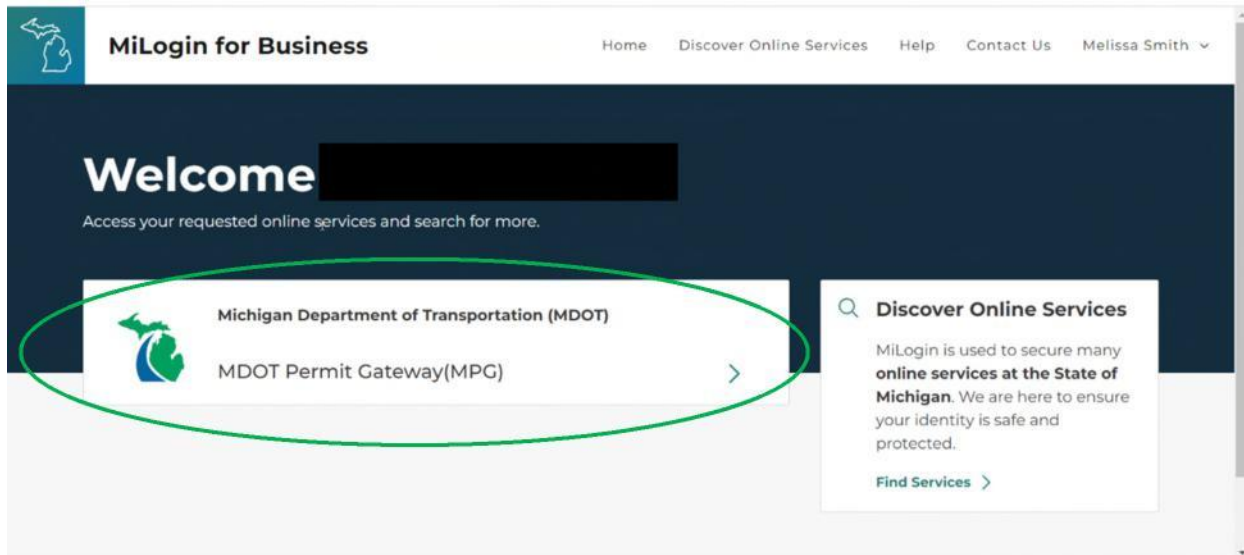 MiLogin for Business
Home Discover Online Services Help Contact Us Melissa Smith
Welcome
Access your requested online services and search for more.
Michigan Department of Transportation (MDOT)
MDOT Permit Gateway(MPG)
Discover Online Services
MiLogin is used to secure many
online services at the State of
Michigan. We are here to ensure
your identity is safe and
protected.
Find Services